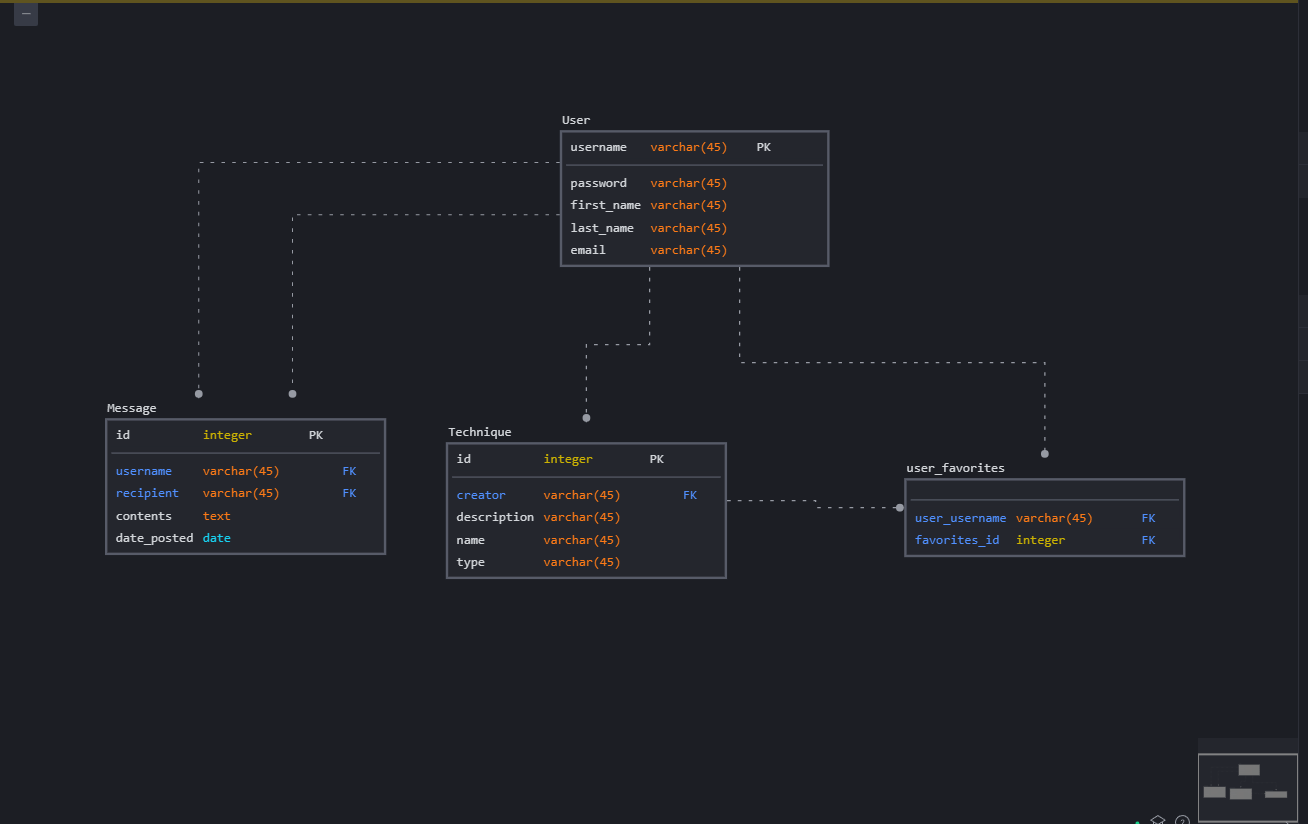 User
username varchar(45) PK
password varchar(45)
first_name varchar(45)
last_name varchar(45)
email varchar(45)
Message
id integer PK
username varchar(45) FK
recipient varchar(45) FK
contents text
date_posted date
Technique
id integer PK
creator varchar(45) FK
description varchar(45)
name varchar(45)
type varchar(45)
user_favorites
user_username varchar(45) FK
favorites_id integer FK